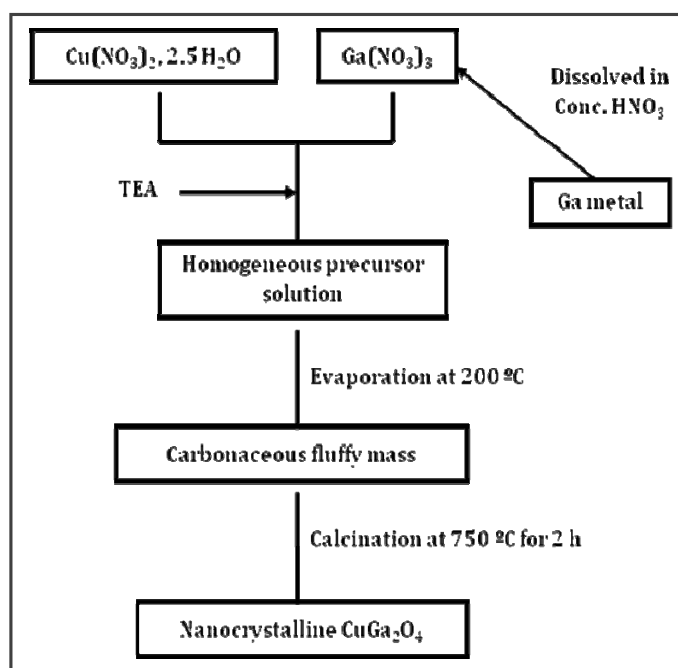 Cu(NO₃)₂, 2.5 H₂O
Ga(NO₃)₃
Dissolved in
Conc. HNO₃
Ga metal
TEA
Homogeneous precursor
solution
Evaporation at 200 ºC
Carbonaceous fluffy mass
Calcination at 750 ºC for 2 h
Nanocrystalline CuGa₂O₄